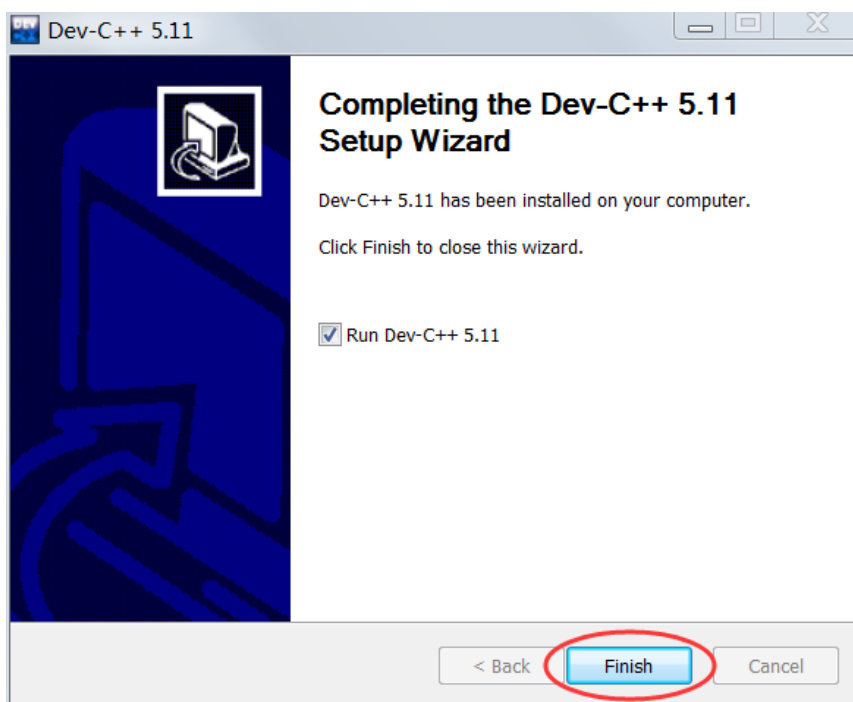 DEV
Dev-C++ 5.11
Completing the Dev-C++ 5.11
Setup Wizard
Dev-C++ 5.11 has been installed on your computer.
Click Finish to close this wizard.
Run Dev-C++ 5.11
< Back
Finish
Cancel